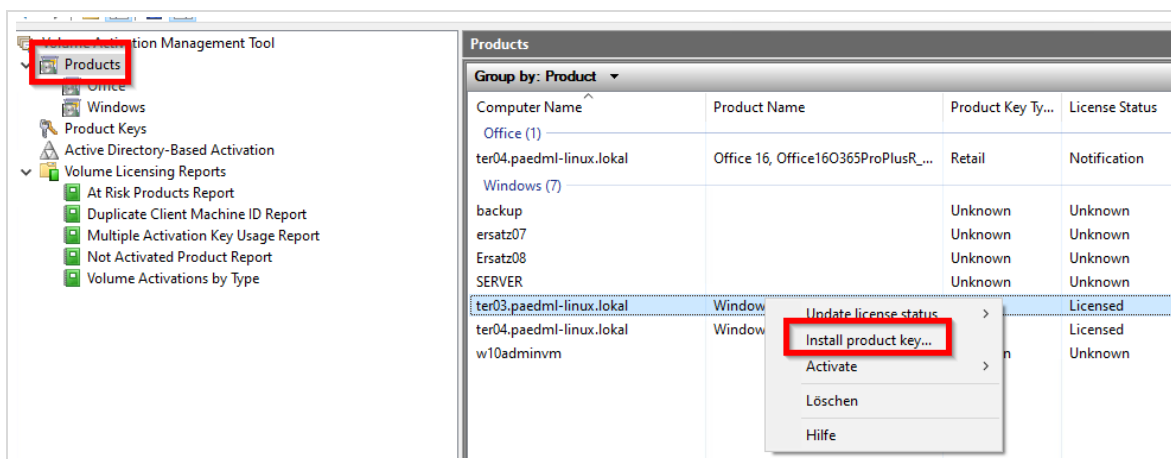 Volume Activation Management Tool
Products
Office
Windows
Product Keys
Active Directory-Based Activation
Volume Licensing Reports
At Risk Products Report
Duplicate Client Machine ID Report
Multiple Activation Key Usage Report
Not Activated Product Report
Volume Activations by Type
Products
Group by: Product
Computer Name Product Name Product Key Ty... License Status
Office (1)
ter04.paedml-linux.lokal Office 16, Office16O365ProPlusR_... Retail Notification
Windows (7)
backup Unknown Unknown
ersatz07 Unknown Unknown
Ersatz08 Unknown Unknown
SERVER Unknown Unknown
ter03.paedml-linux.lokal Window Licensed
ter04.paedml-linux.lokal Window Licensed
w10adminvm n Unknown
Update license status
Install product key...
Activate
Löschen
Hilfe